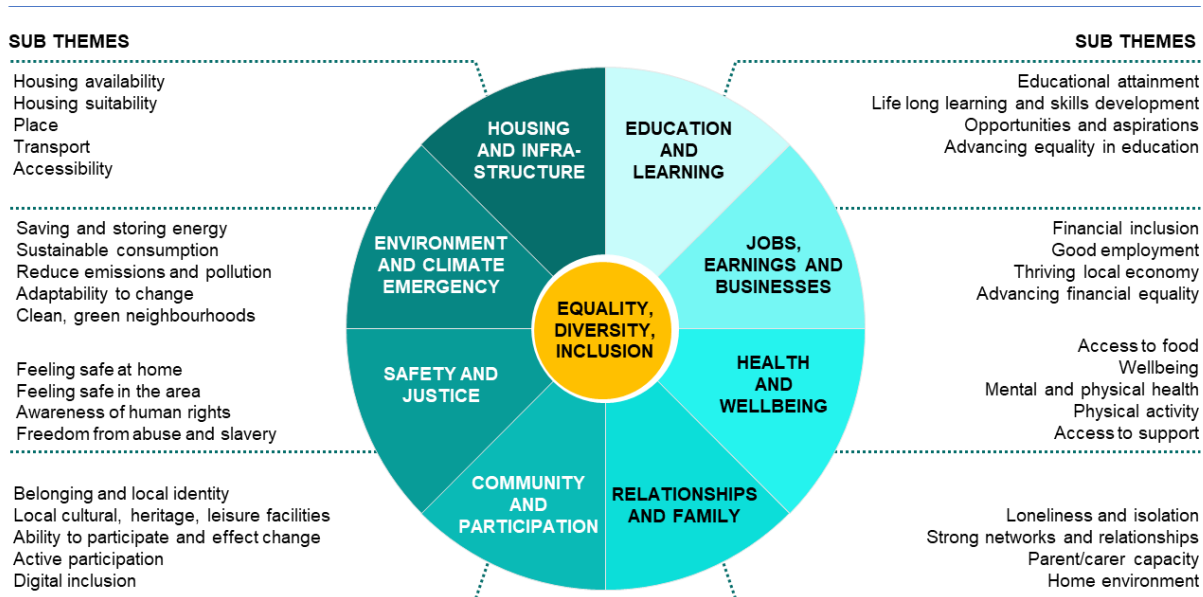 SUB THEMES
Housing availability
Housing suitability
Place
Transport
Accessibility
Saving and storing energy
Sustainable consumption
Reduce emissions and pollution
Adaptability to change
Clean, green neighbourhoods
Feeling safe at home
Feeling safe in the area
Awareness of human rights
Freedom from abuse and slavery
Belonging and local identity
Local cultural, heritage, leisure facilities
Ability to participate and effect change
Active participation
Digital inclusion
HOUSING
AND INFRA-
STRUCTURE
EDUCATION
AND
LEARNING
ENVIRONMENT
AND CLIMATE
EMERGENCY
JOBS,
EARNINGS AND
BUSINESSES
EQUALITY,
DIVERSITY,
INCLUSION
SAFETY AND
JUSTICE
HEALTH
AND
WELLBEING
COMMUNITY
AND
PARTICIPATION
RELATIONSHIPS
AND FAMILY
SUB THEMES
Educational attainment
Life long learning and skills development
Opportunities and aspirations
Advancing equality in education
Financial inclusion
Good employment
Thriving local economy
Advancing financial equality
Access to food
Wellbeing
Mental and physical health
Physical activity
Access to support
Loneliness and isolation
Strong networks and relationships
Parent/carer capacity
Home environment